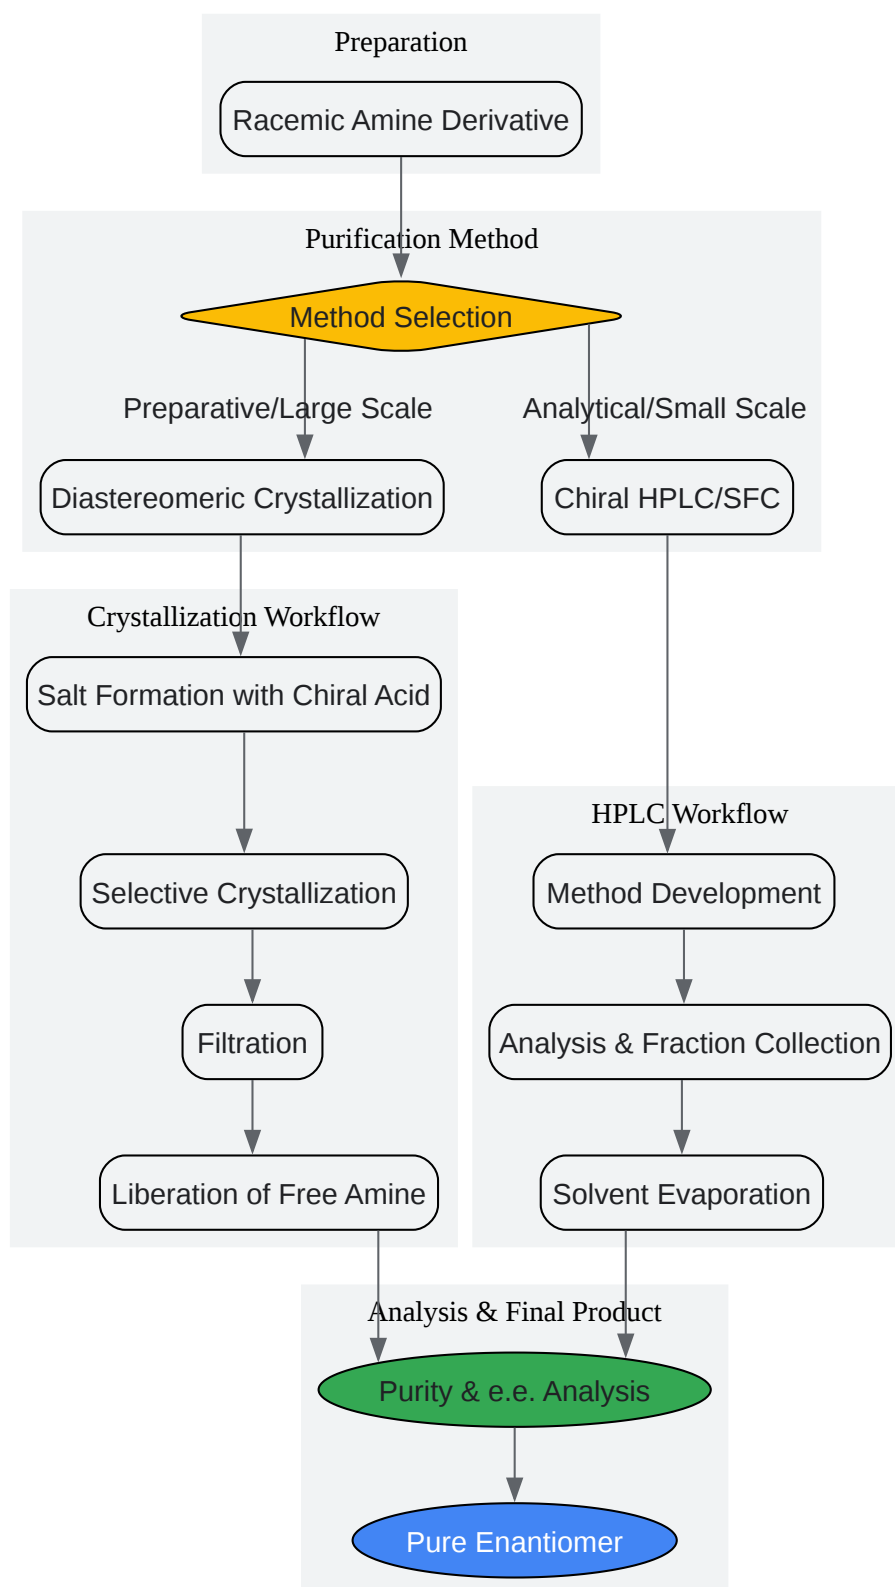 Preparation
Racemic Amine Derivative
Purification Method
Method Selection
Preparative/Large Scale
Analytical/Small Scale
Diastereomeric Crystallization
Chiral HPLC/SFC
Crystallization Workflow
Salt Formation with Chiral Acid
Selective Crystallization
Filtration
Liberation of Free Amine
HPLC Workflow
Method Development
Analysis & Fraction Collection
Solvent Evaporation
Analysis & Final Product
Purity & e.e. Analysis
Pure Enantiomer